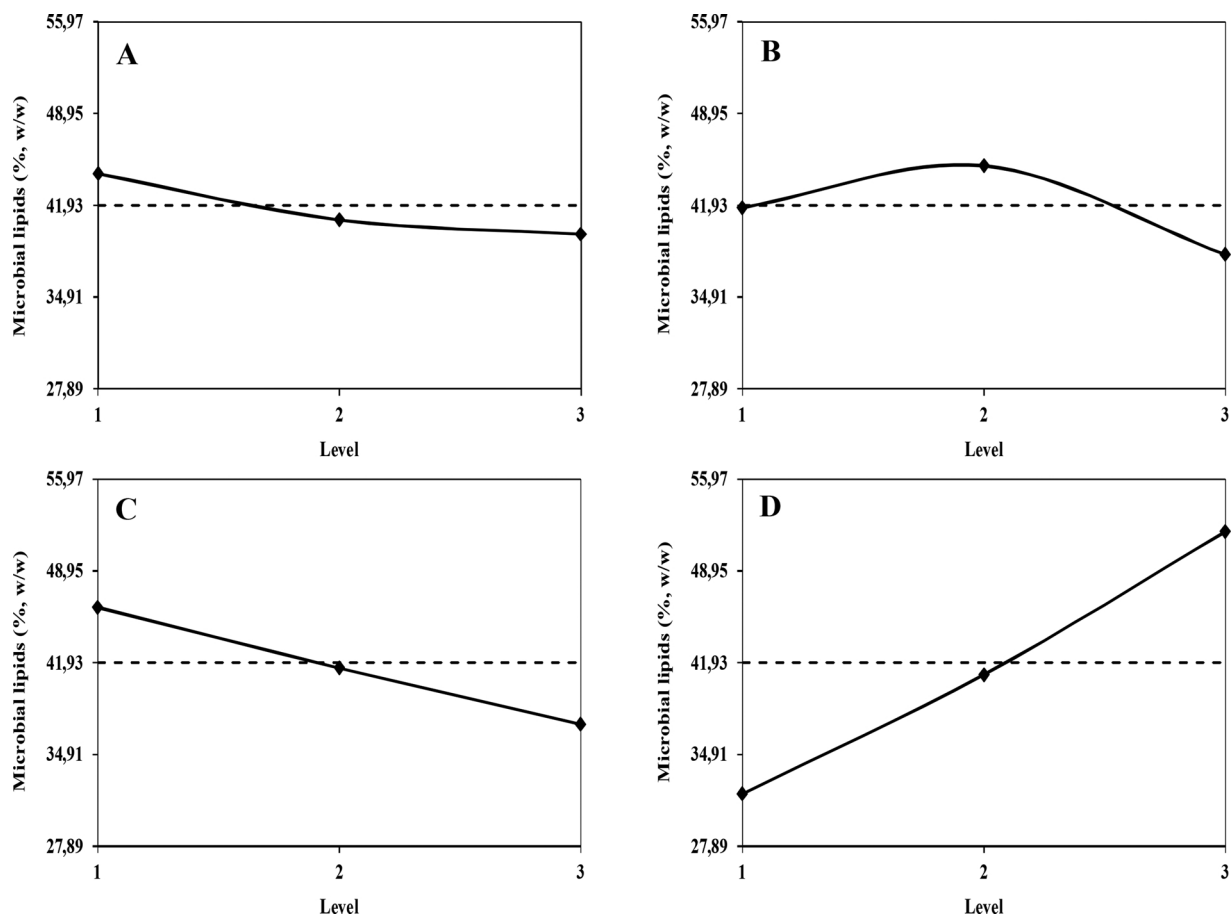 A
Microbial lipids (%, w/w)
55,97
48,95
41,93
34,91
27,89
1 2 3
Level
B
Microbial lipids (%, w/w)
55,97
48,95
41,93
34,91
27,89
1 2 3
Level
C
Microbial lipids (%, w/w)
55,97
48,95
41,93
34,91
27,89
1 2 3
Level
D
Microbial lipids (%, w/w)
55,97
48,95
41,93
34,91
27,89
1 2 3
Level